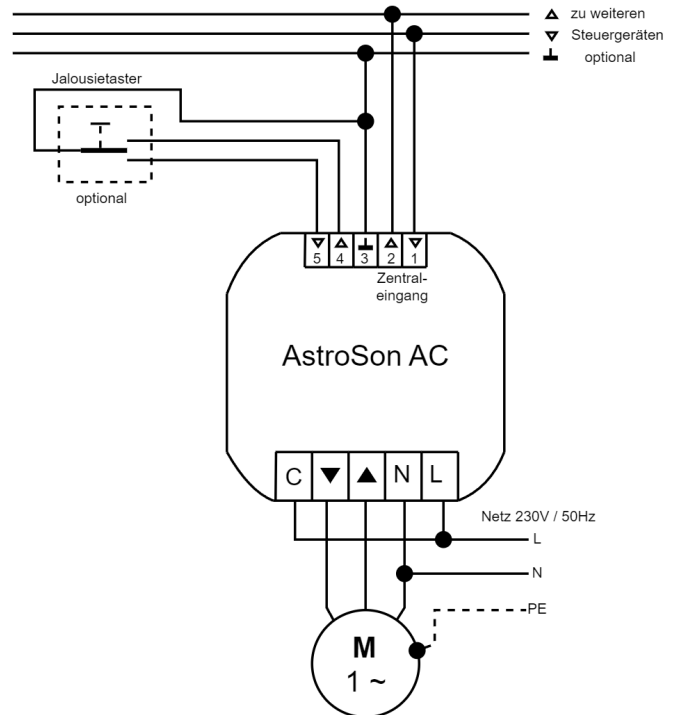 zu weiteren
Steuergeräten
optional
Jalousietaster
optional
5 4 3 2 1
Zentral-
eingang
AstroSon AC
C ▼ ▲ N L
Netz 230V / 50Hz
L
N
PE
M
1 ~